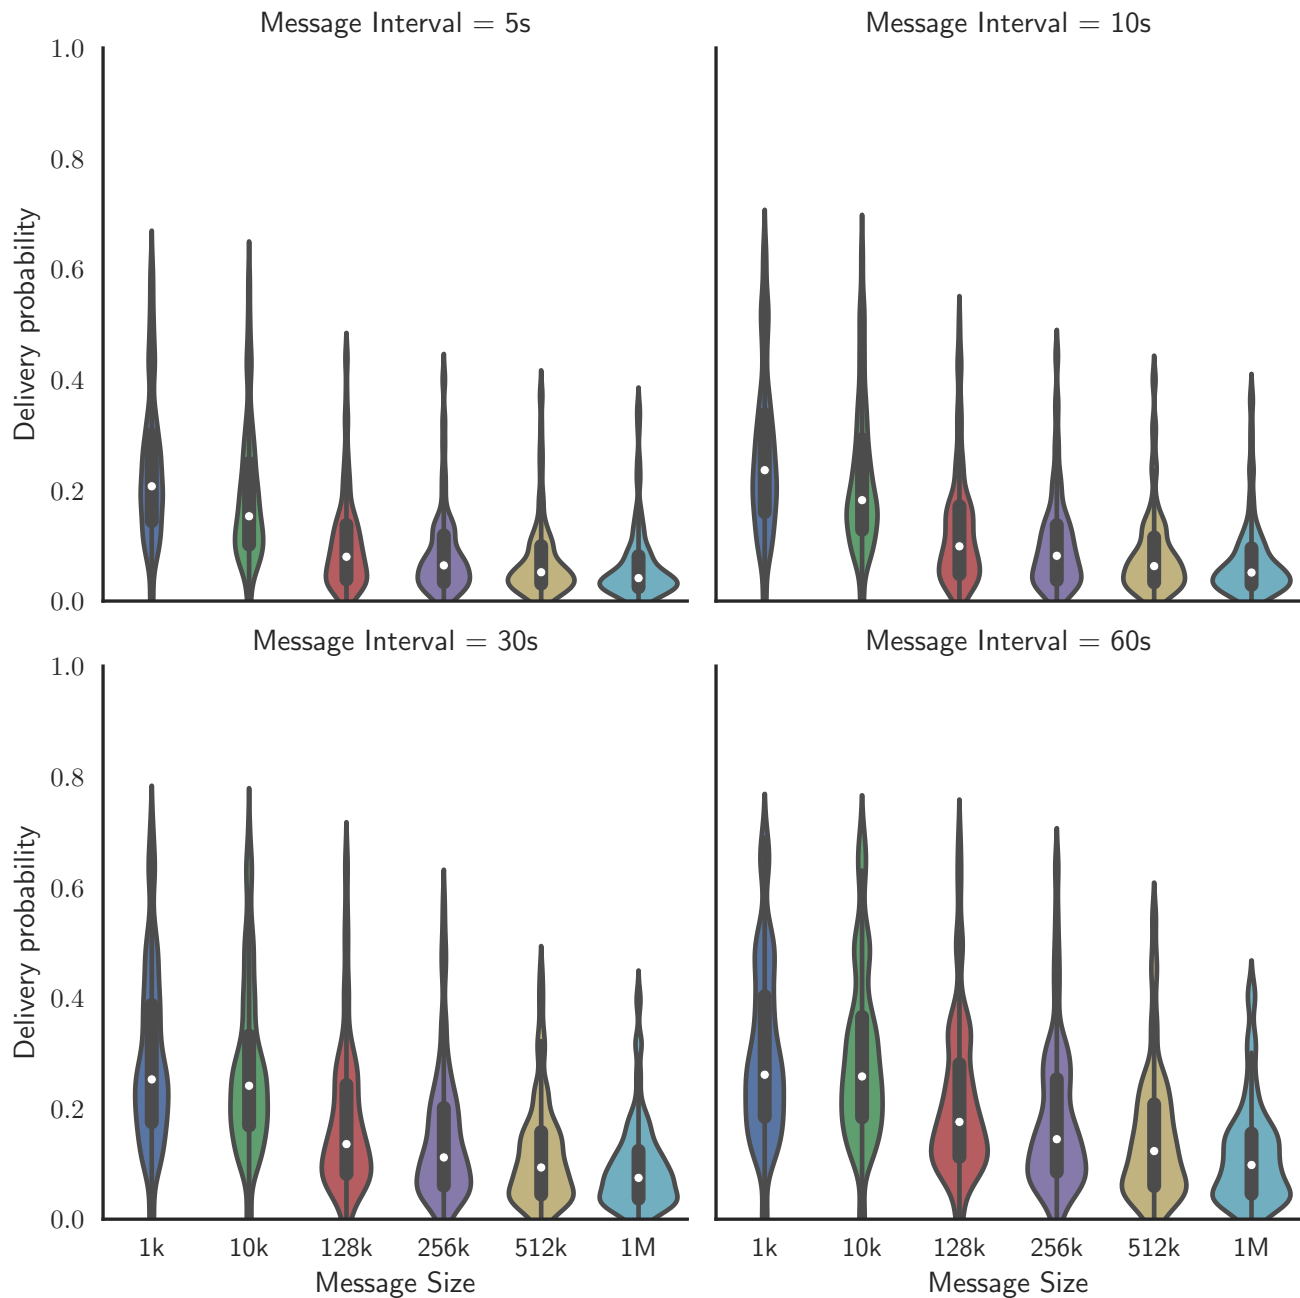 Message Interval = 5s
Message Interval = 10s
1.0
0.8
0.6
0.4
0.2
0.0
Delivery probability
Message Interval = 30s
Message Interval = 60s
1.0
0.8
0.6
0.4
0.2
0.0
Delivery probability
1k 10k 128k 256k 512k 1M
1k 10k 128k 256k 512k 1M
Message Size
Message Size